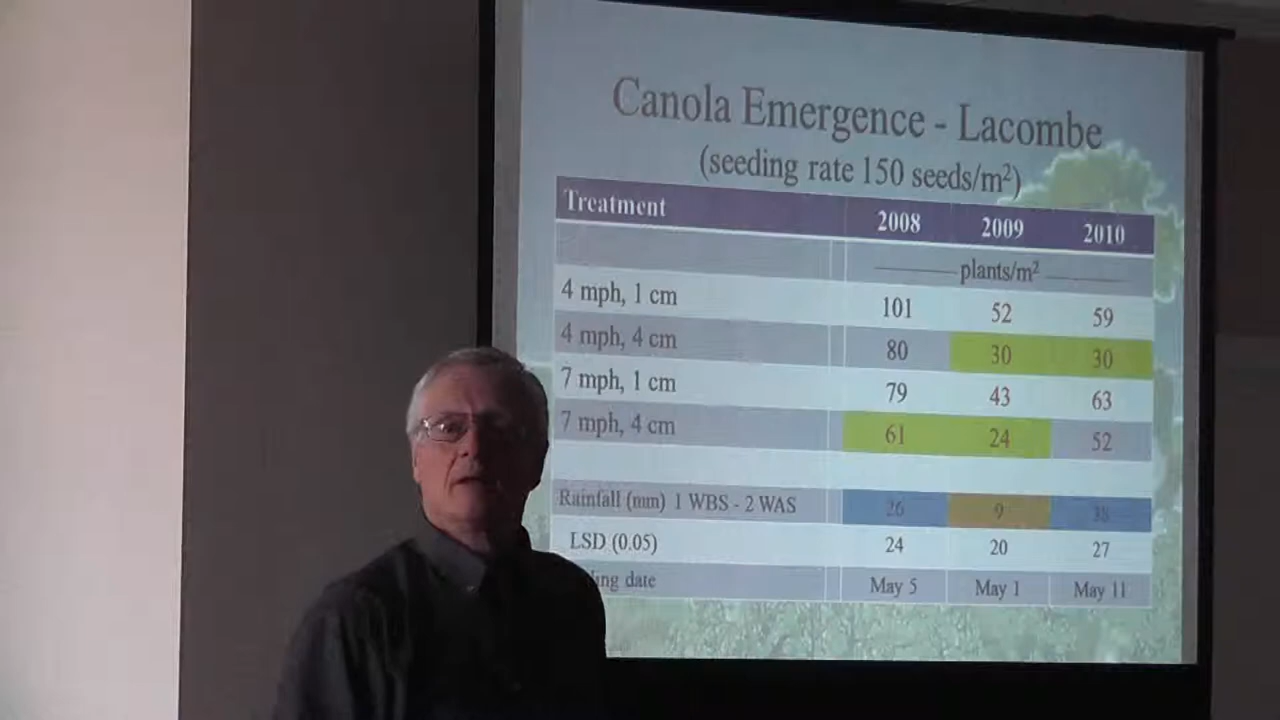 Canola Emergence - Lacombe
(seeding rate 150 seeds/m²)
Treatment 2008 2009 2010
plants/m²
4 mph, 1 cm 101 52 59
4 mph, 4 cm 80 30 30
7 mph, 1 cm 79 43 63
7 mph, 4 cm 61 24 52
Rainfall (mm) 1 WBS - 2 WAS 26 9 38
LSD (0.05) 24 20 27
date May 5 May 1 May 11